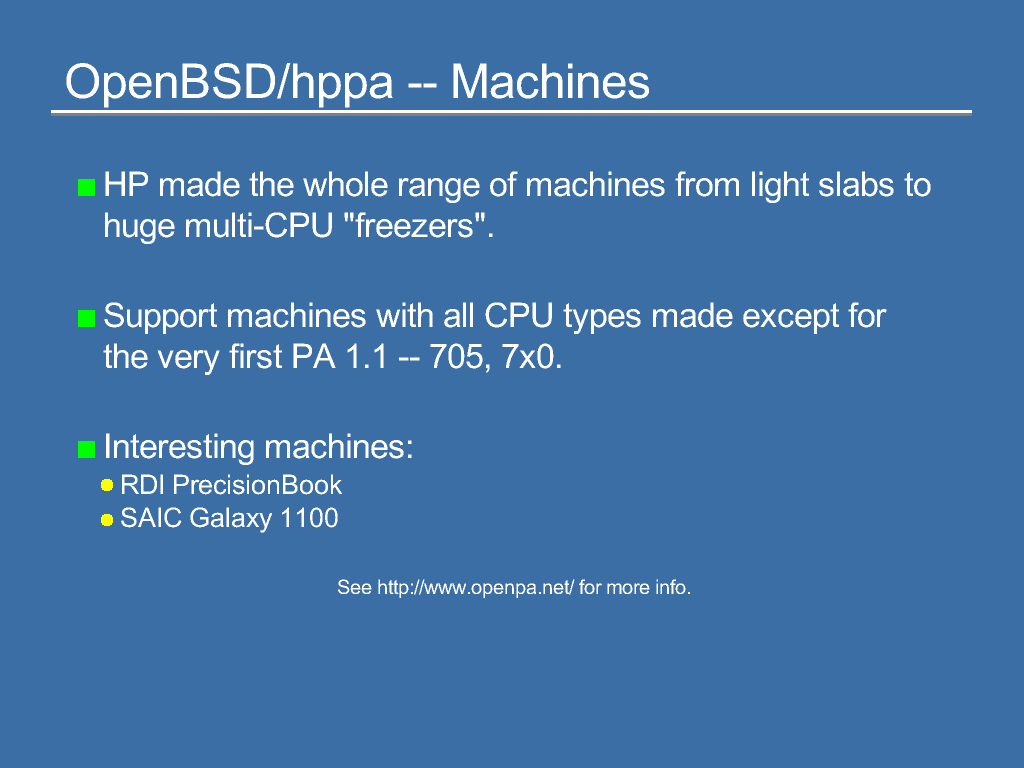 OpenBSD/hppa -- Machines
HP made the whole range of machines from light slabs to
huge multi-CPU "freezers".
Support machines with all CPU types made except for
the very first PA 1.1 -- 705, 7x0.
Interesting machines:
RDI PrecisionBook
SAIC Galaxy 1100
See http://www.openpa.net/ for more info.